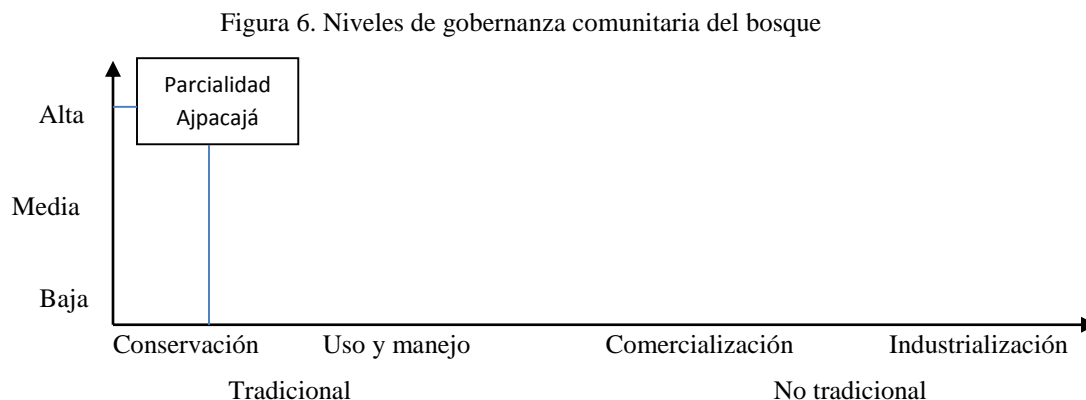 Figura 6. Niveles de gobernanza comunitaria del bosque
Parcialidad
Ajpacajá
Alta
Media
Baja
Conservación Uso y manejo Comercialización Industrialización
Tradicional No tradicional